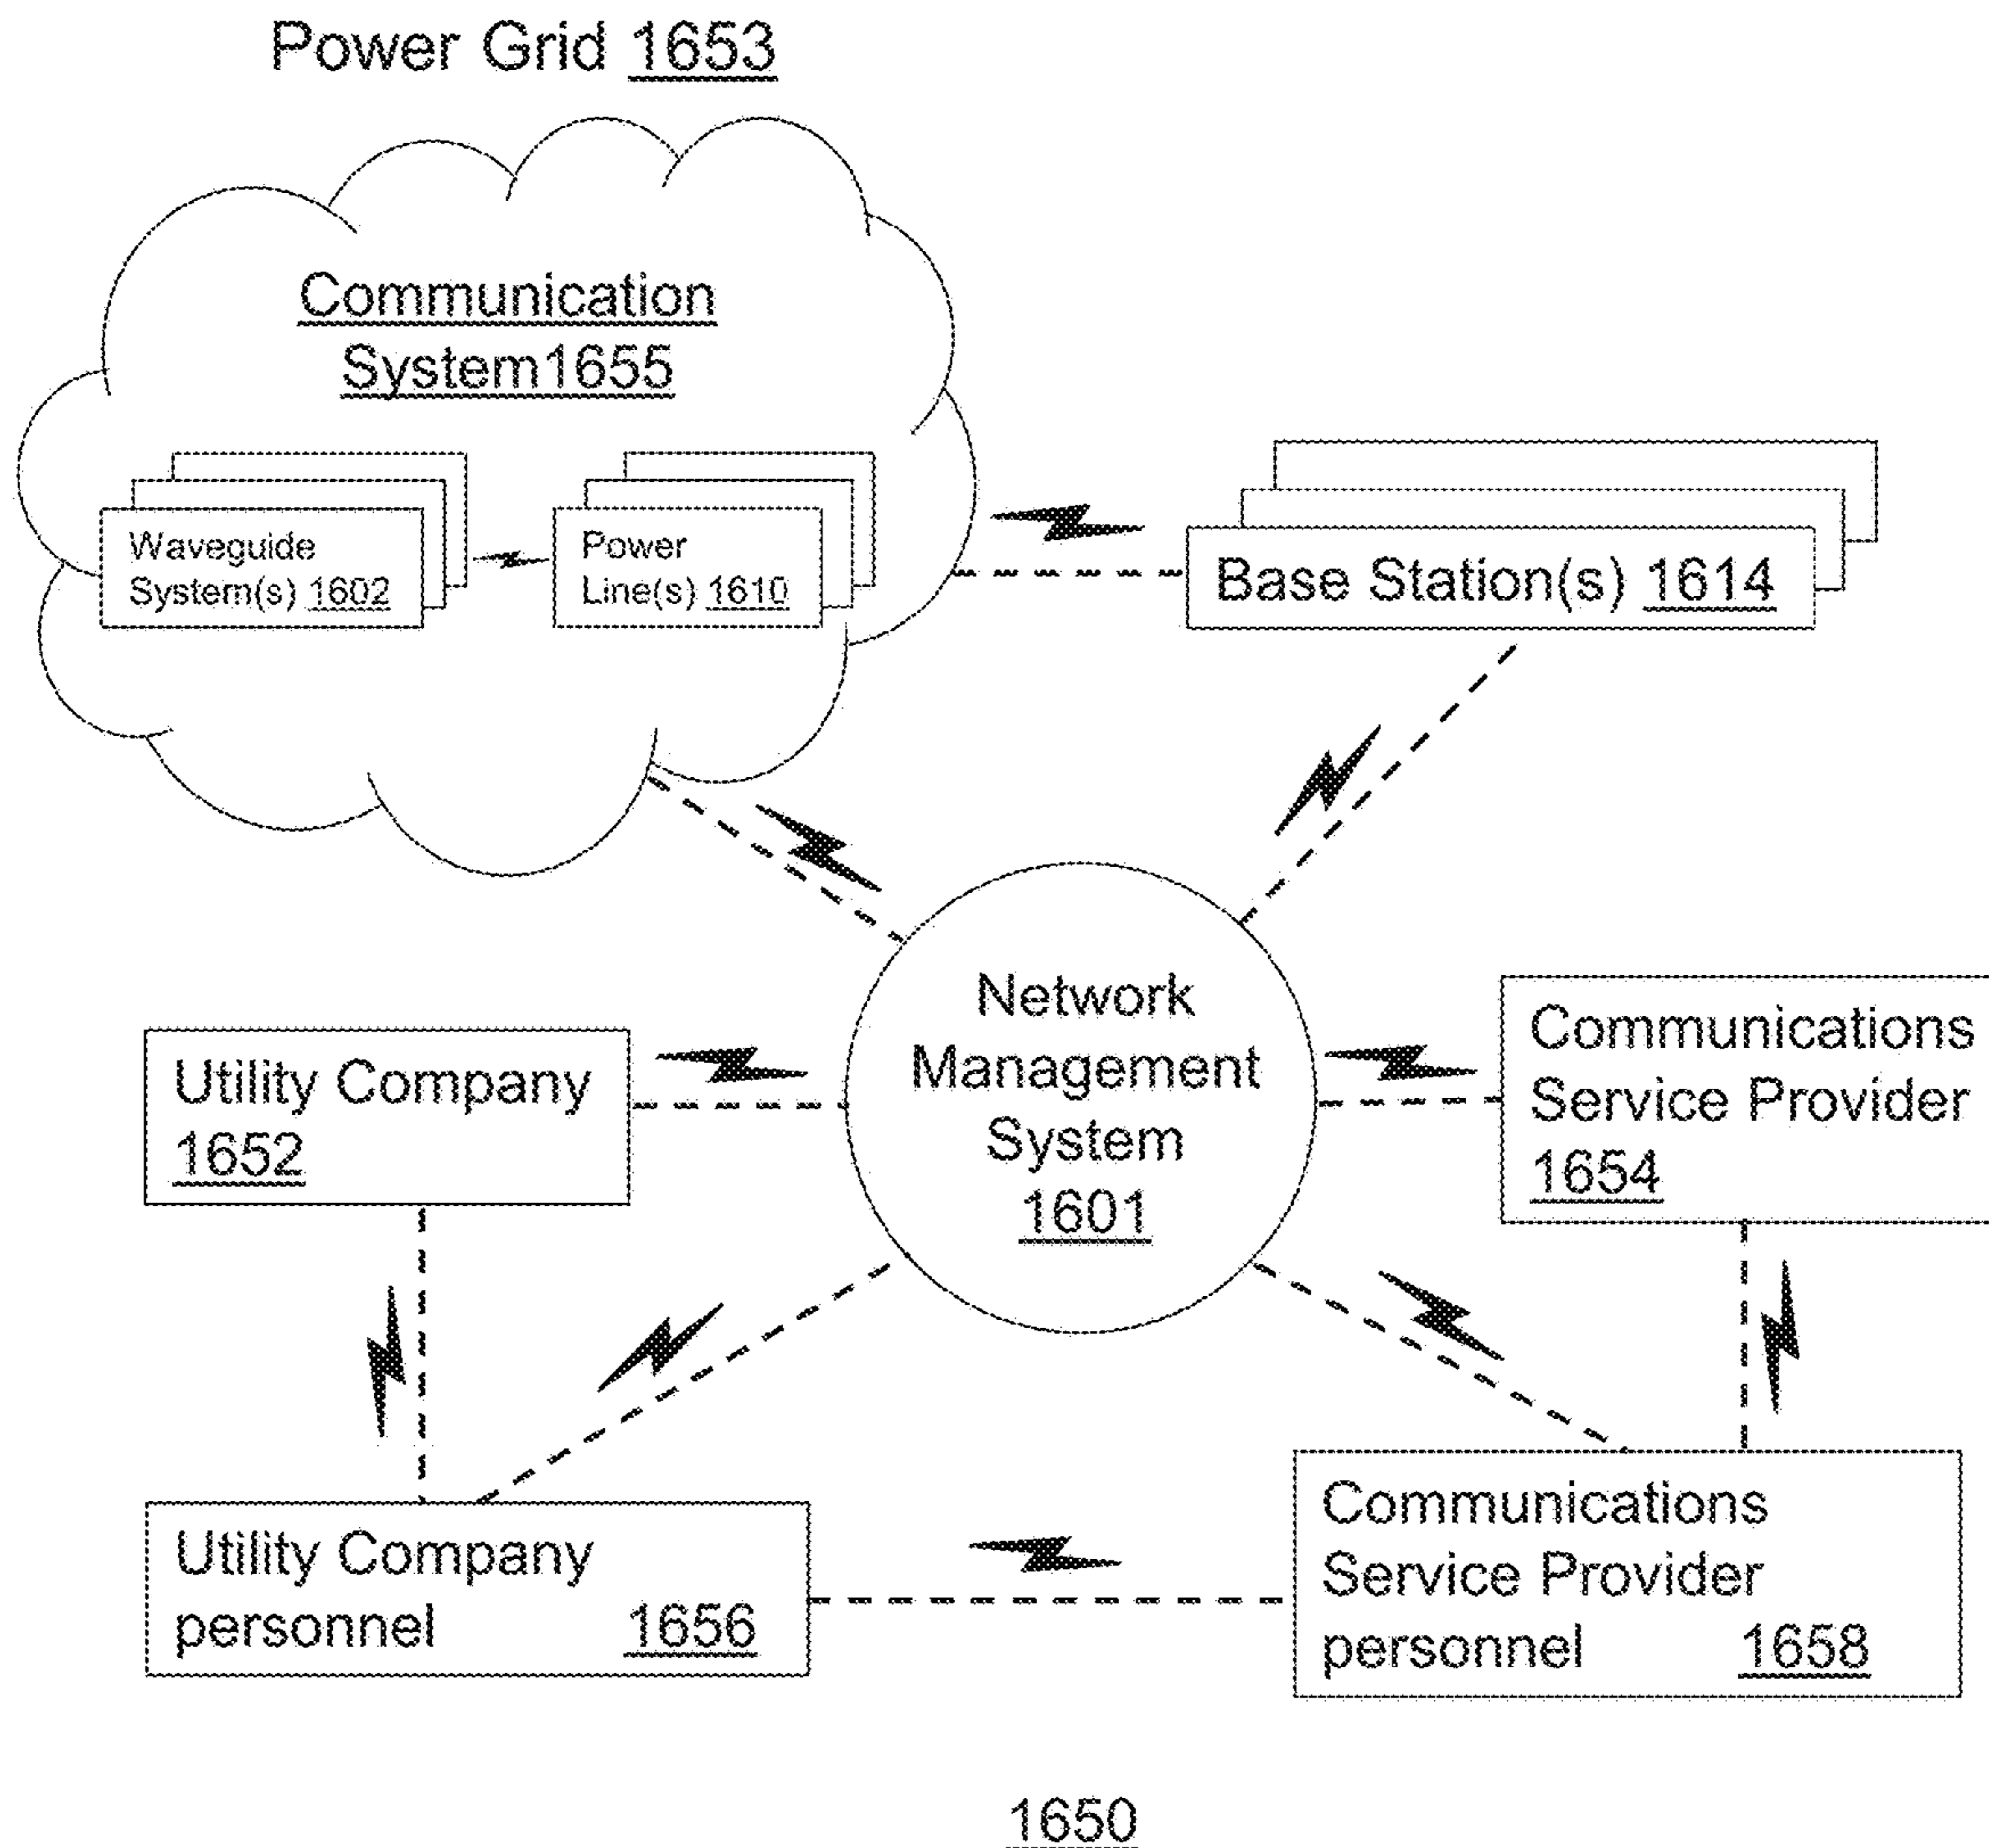 Power Grid 1653
Communication
System1655
Waveguide
System(s) 1602
Power
Line(s) 1610
Base Station(s) 1614
Network
Management
System
1601
Utility Company
1652
Communications
Service Provider
1654
Utility Company
personnel 1656
Communications
Service Provider
personnel 1658
1650